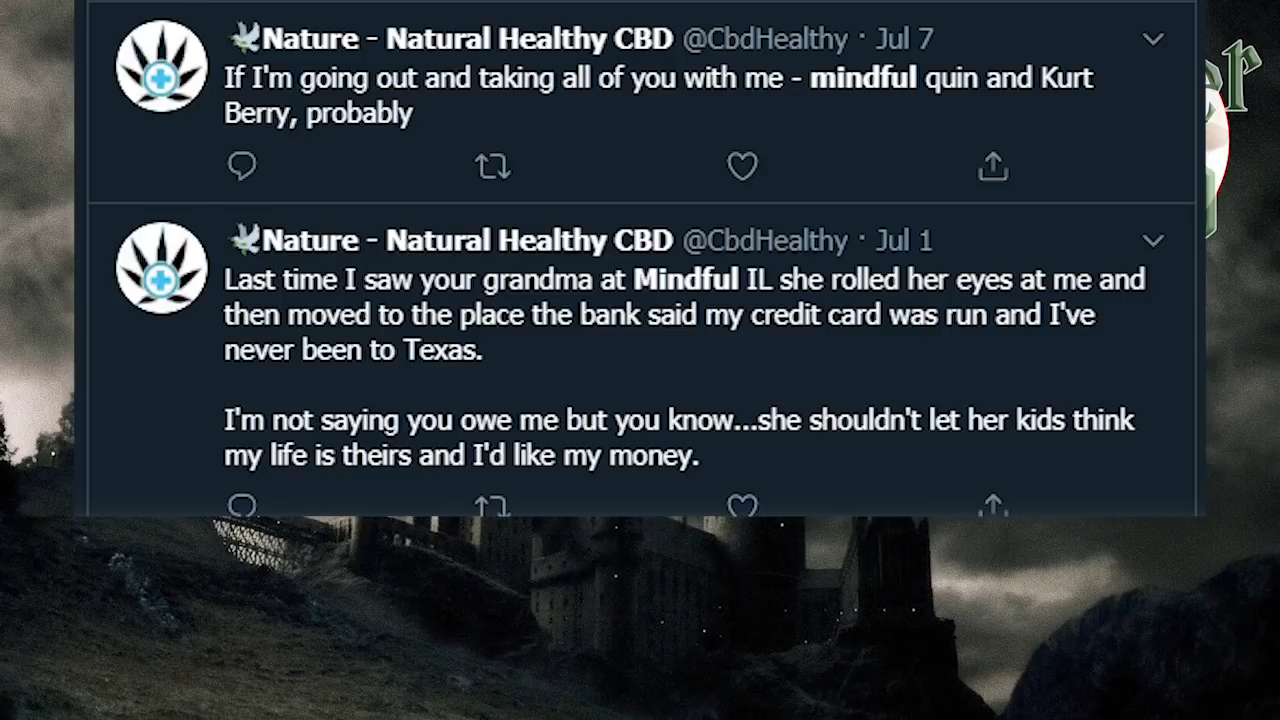 🕊Nature - Natural Healthy CBD @CbdHealthy · Jul 7
If I'm going out and taking all of you with me - mindful quin and Kurt
Berry, probably
🕊Nature - Natural Healthy CBD @CbdHealthy · Jul 1
Last time I saw your grandma at Mindful IL she rolled her eyes at me and
then moved to the place the bank said my credit card was run and I've
never been to Texas.
I'm not saying you owe me but you know...she shouldn't let her kids think
my life is theirs and I'd like my money.